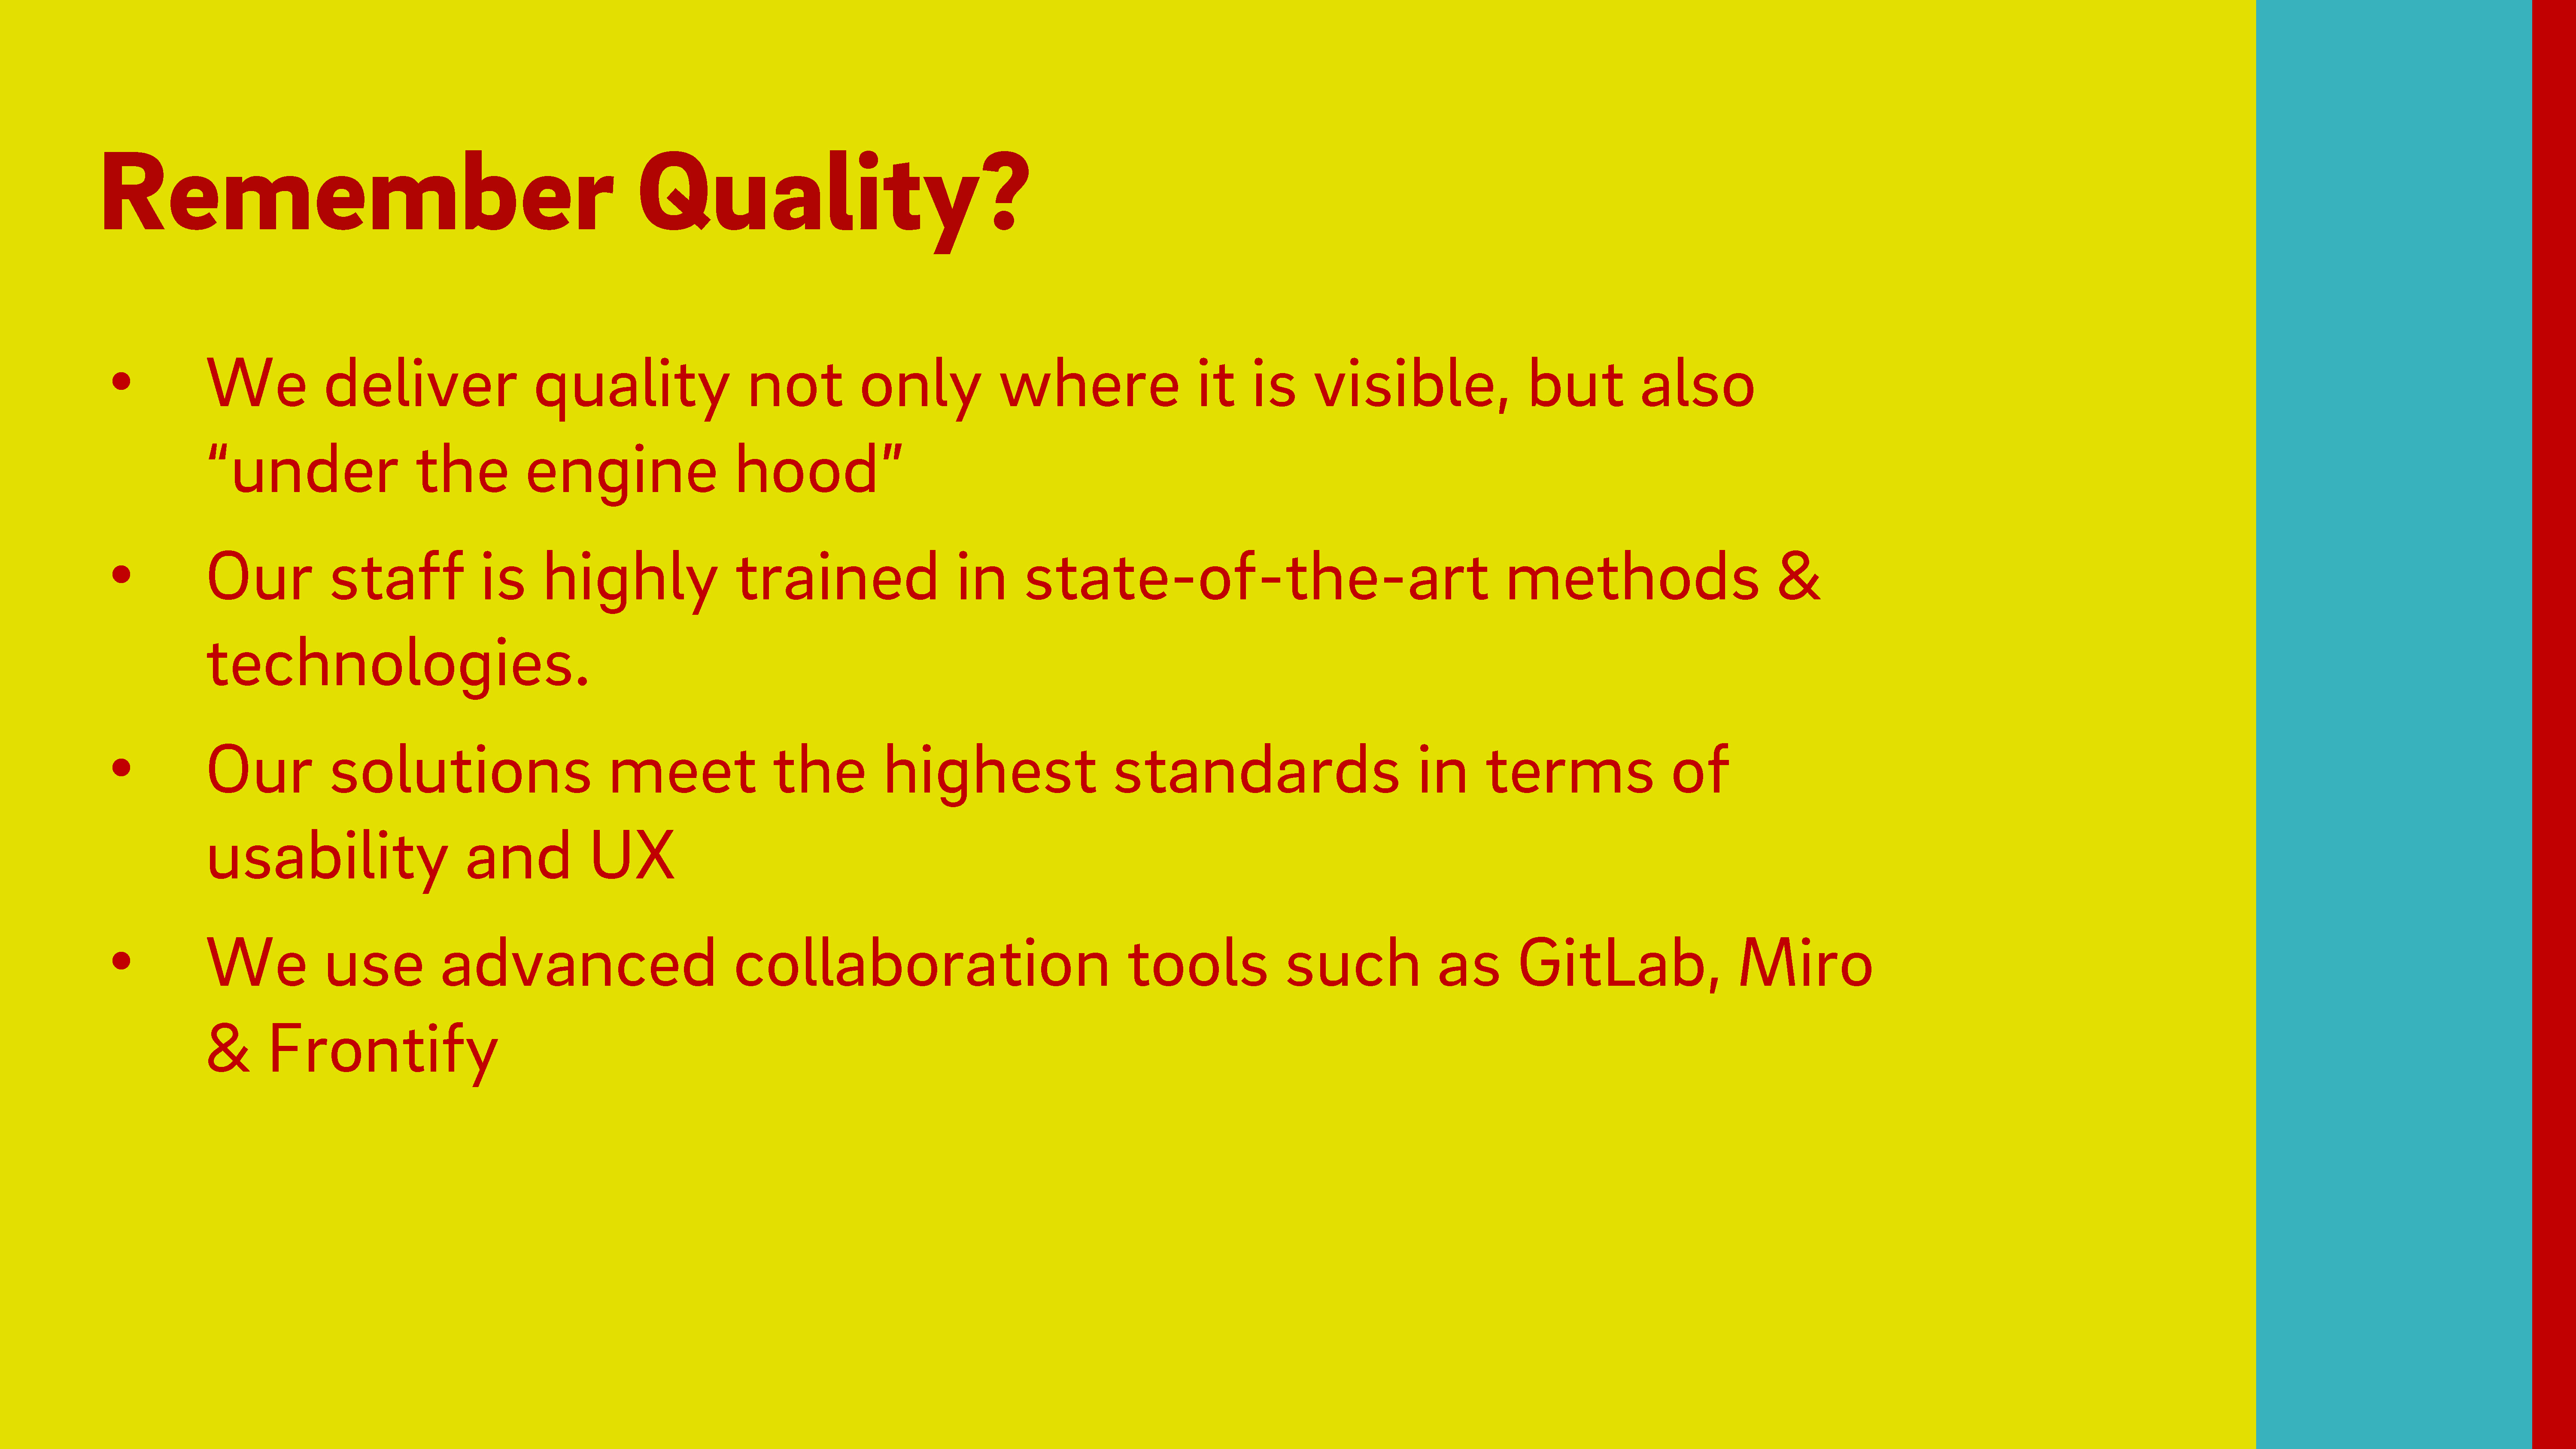 Remember Quality?
• We deliver quality not only where it is visible, but also
“under the engine hood”
• Our staff is highly trained in state-of-the-art methods &
technologies.
• Our solutions meet the highest standards in terms of
usability and UX
• We use advanced collaboration tools such as GitLab, Miro
& Frontify